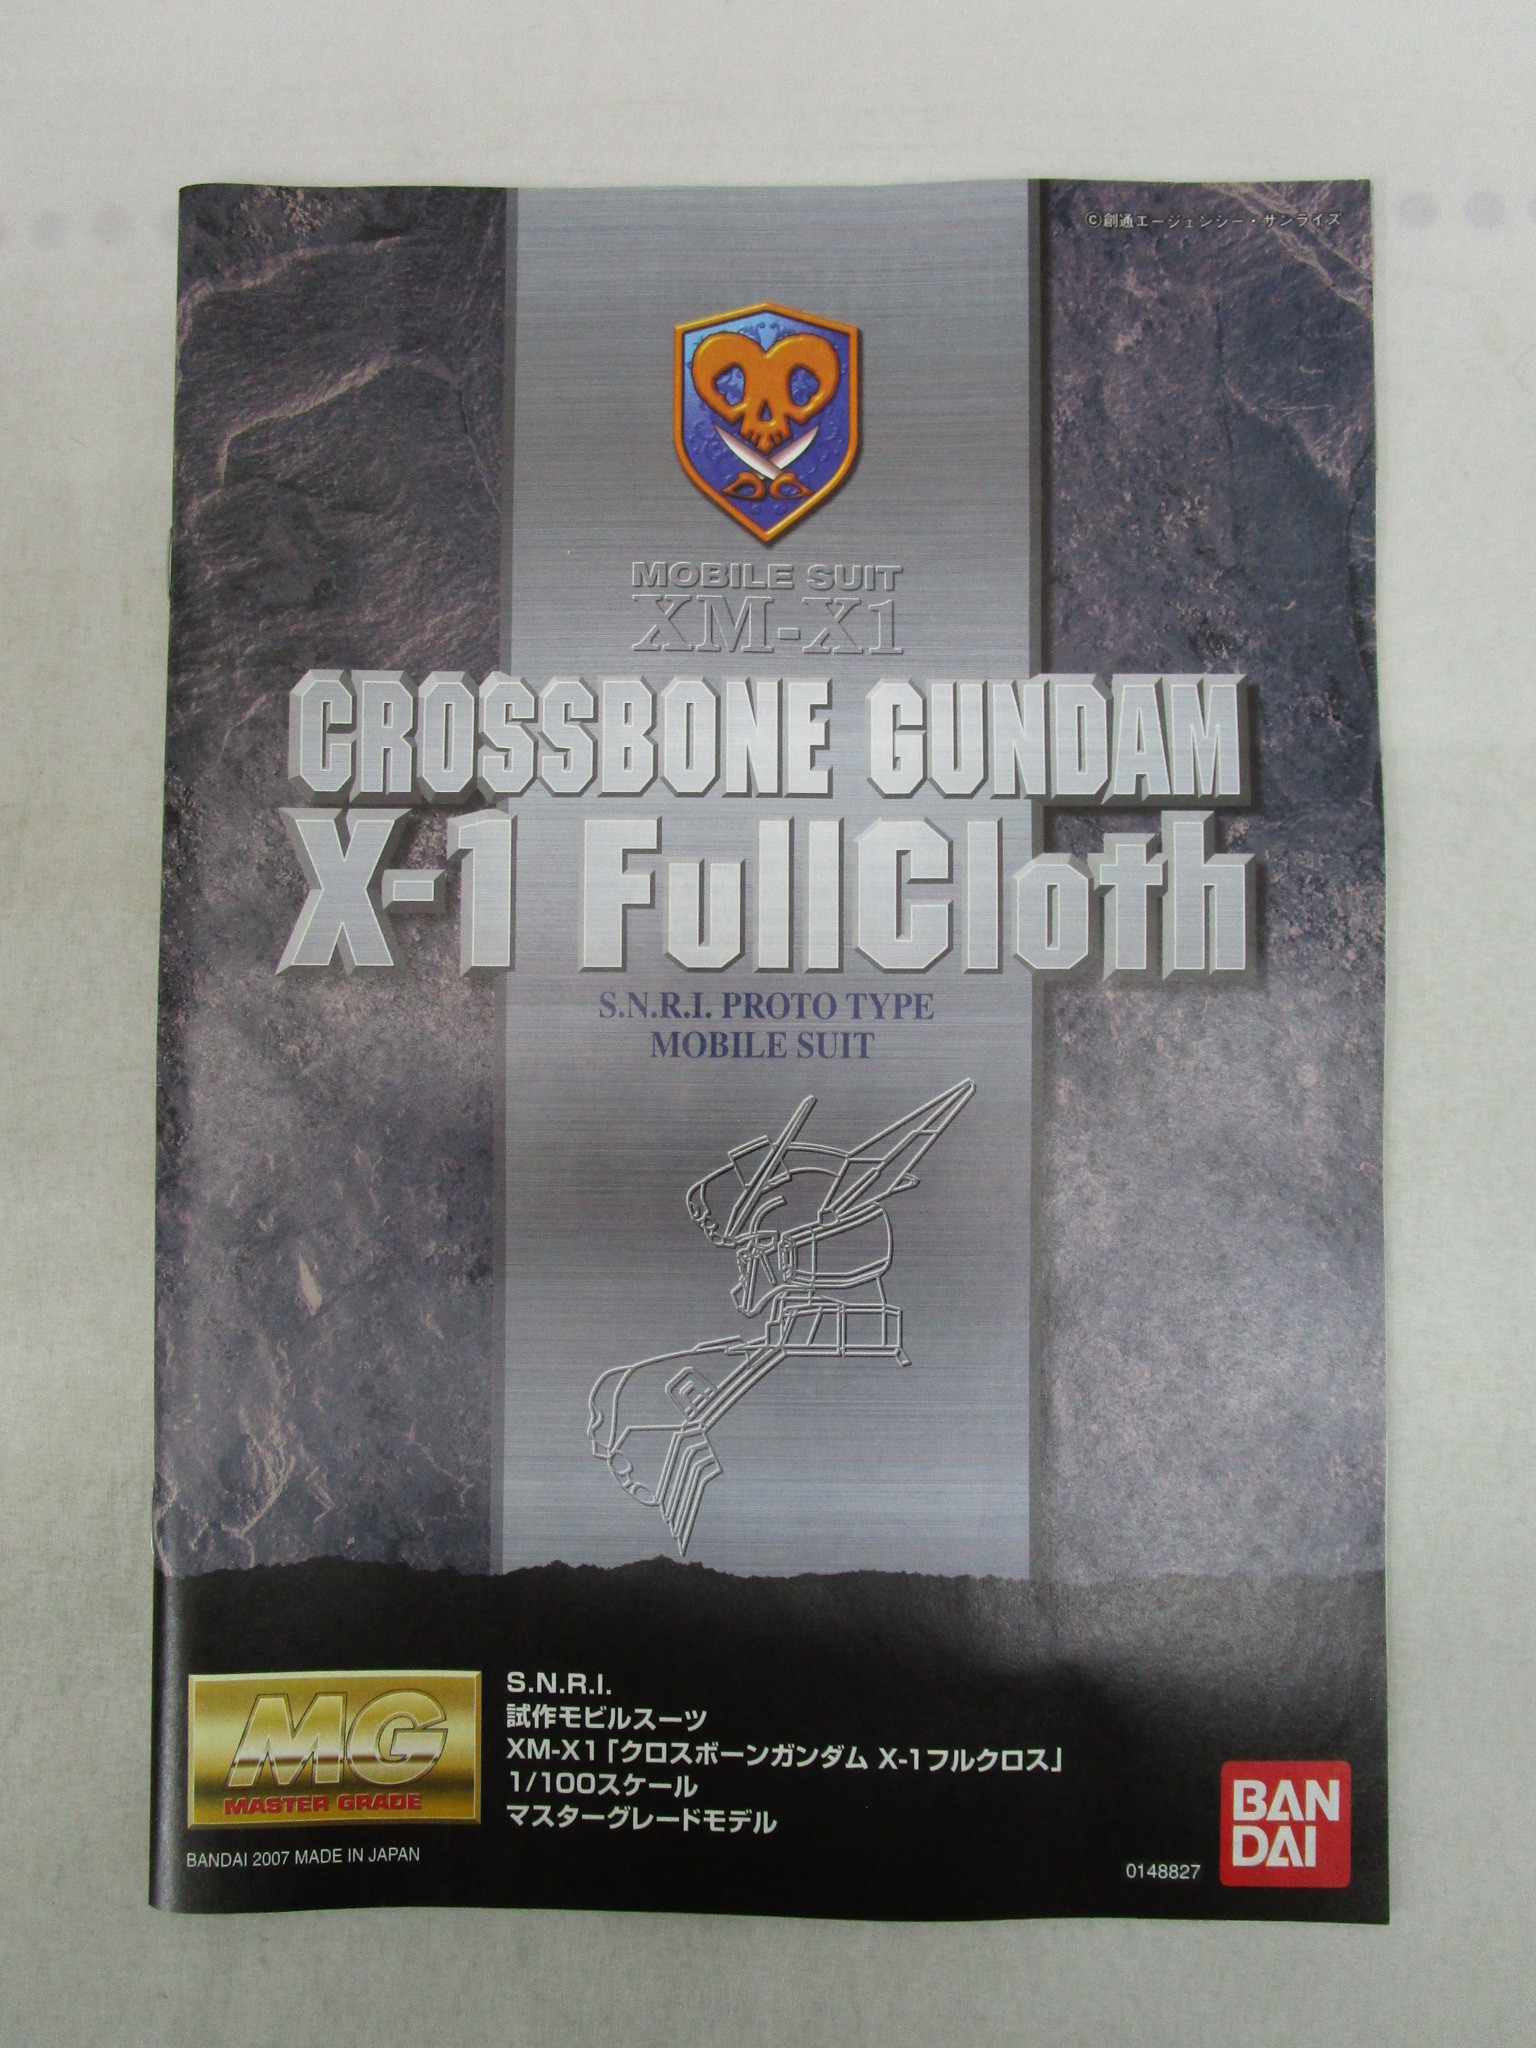 ©創通エージェンシー・サンライズ
MOBILE SUIT
XM-X1
CROSSBONE GUNDAM
X-1 FullCloth
S.N.R.I. PROTO TYPE
MOBILE SUIT
MG
MASTER GRADE
S.N.R.I.
試作モビルスーツ
XM-X1「クロスボーンガンダム X-1フルクロス」
1/100スケール
マスターグレードモデル
BANDAI 2007 MADE IN JAPAN
0148827
BAN
DAI